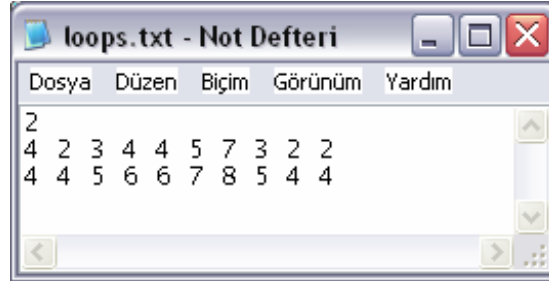 loops.txt - Not Defteri
Dosya Düzen Biçim Görünüm Yardım
2
4 2 3 4 4 5 7 3 2 2
4 4 5 6 6 7 8 5 4 4